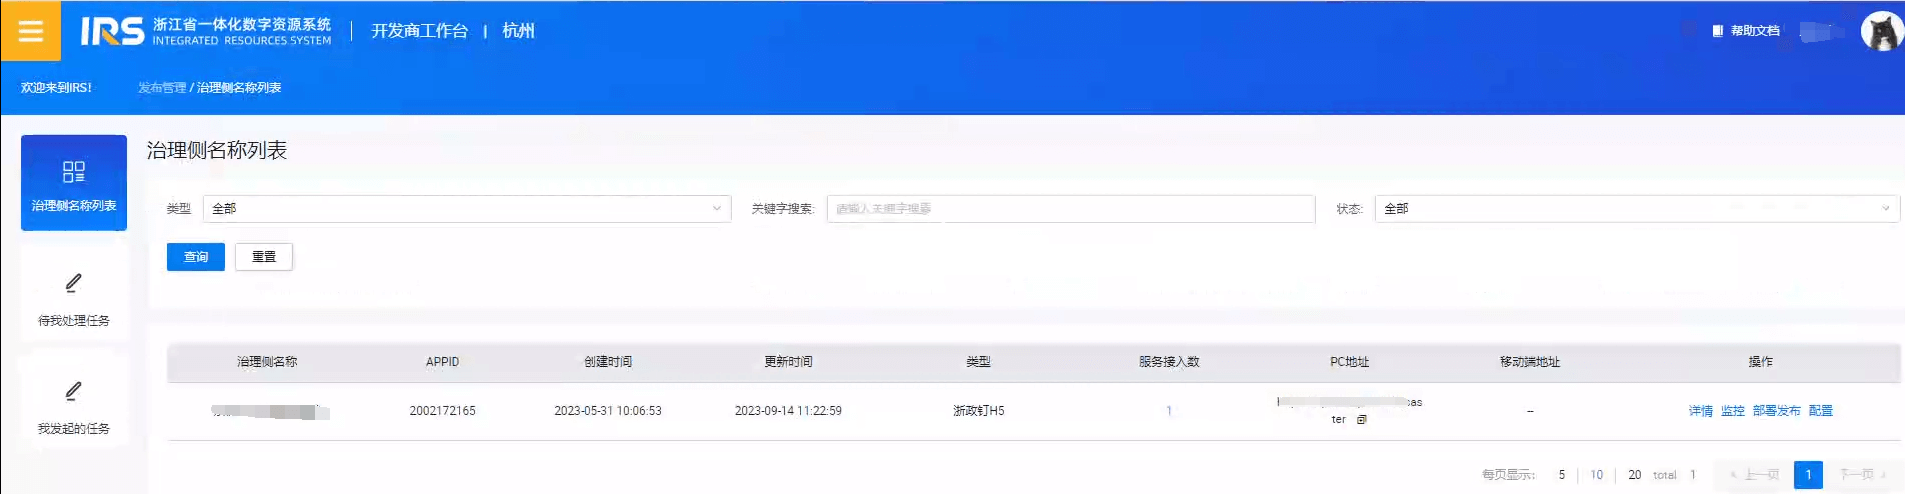 IRS 浙江省一体化数字资源系统 INTEGRATED RESOURCES SYSTEM | 开发商工作台 | 杭州 帮助文档
欢迎来到IRS! 发布管理 / 治理侧名称列表
治理侧名称列表
治理侧名称列表
待我处理任务
我发起的任务
类型 全部 关键字搜索: 请输入关键字搜索 状态: 全部
查询 重置
治理侧名称 APPID 创建时间 更新时间 类型 服务接入数 PC地址 移动端地址 操作
2002172165 2023-05-31 10:06:53 2023-09-14 11:22:59 浙政钉H5 1 cas
ter -- 详情 监控 部署发布 配置
每页显示: 5 | 10 | 20 total 1 < 上一页 1 下一页 >